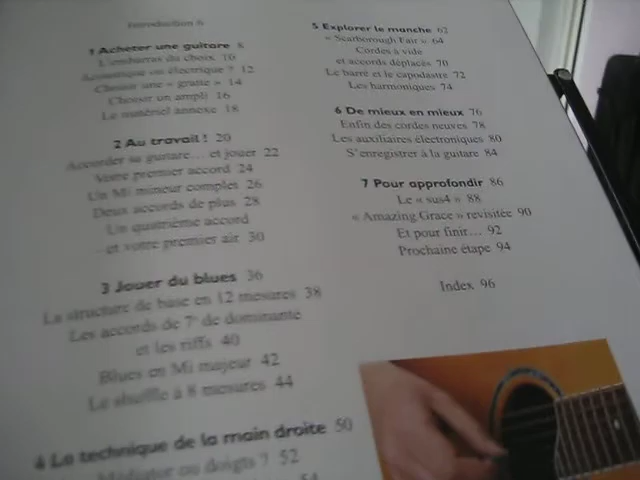 Introduction 6
1 Acheter une guitare 8
L'embarras du choix 10
Acoustique ou électrique ? 12
Choisir une « gratte » 14
Choisir un ampli 16
Le matériel annexe 18
2 Au travail ! 20
Accorder sa guitare... et jouer 22
Votre premier accord 24
Un Mi mineur complet 26
Deux accords de plus 28
Un quatrième accord
et votre premier air 30
3 Jouer du blues 36
La structure de base en 12 mesures 38
Les accords de 7e de dominante
et les riffs 40
Blues en Mi majeur 42
Le shuffle à 8 mesures 44
4 La technique de la main droite 50
Médiator ou doigts ? 52
54
5 Explorer le manche 62
« Scarborough Fair » 64
Cordes à vide
et accords déplacés 70
Le barré et le capodastre 72
Les harmoniques 74
6 De mieux en mieux 76
Enfin des cordes neuves 78
Les auxiliaires électroniques 80
S'enregistrer à la guitare 84
7 Pour approfondir 86
Le « sus4 » 88
« Amazing Grace » revisitée 90
Et pour finir... 92
Prochaine étape 94
Index 96